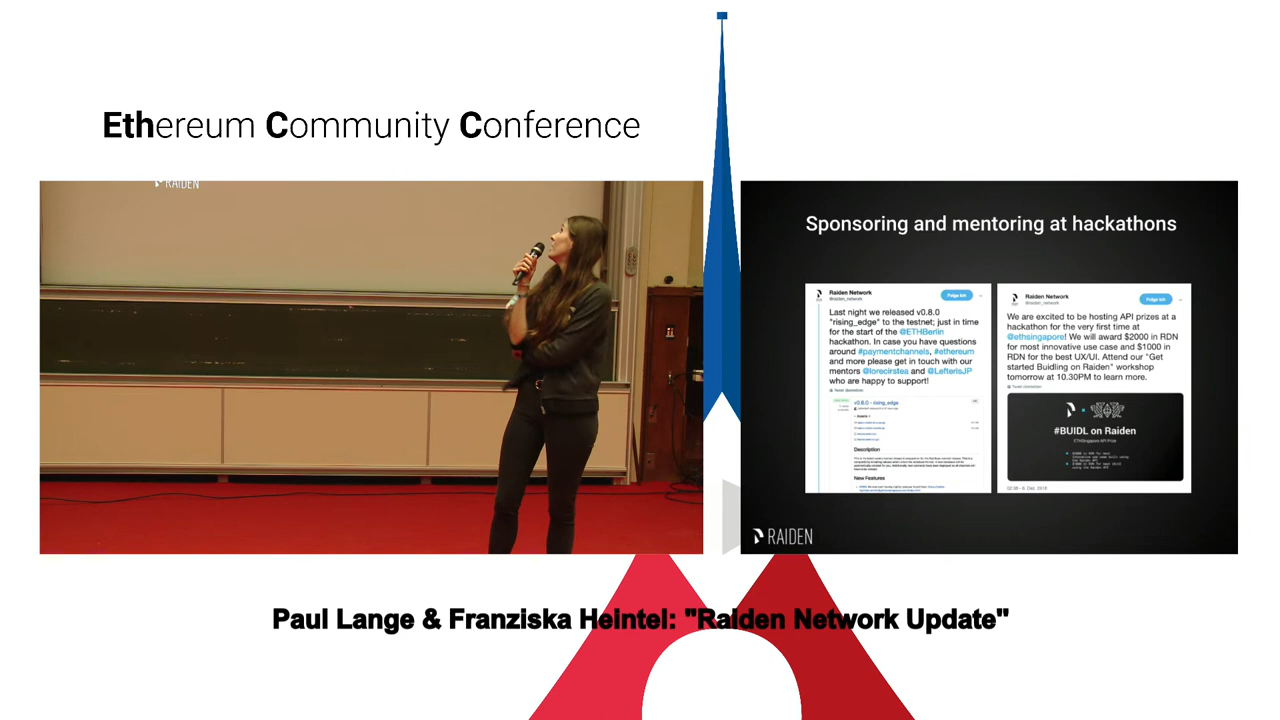 Ethereum Community Conference
RAIDEN
Sponsoring and mentoring at hackathons
Raiden Network
@raiden_network
Folge ich
Last night we released v0.8.0
"rising_edge" to the testnet; just in time
for the start of the @ETHBerlin
hackathon. In case you have questions
around #paymentchannels, #ethereum
and more please get in touch with our
mentors @lorecirstea and @LefterisJP
who are happy to support!
v0.8.0 - rising_edge
Description
New Features
Raiden Network
@raiden_network
Folge ich
We are excited to be hosting API prizes at a
hackathon for the very first time at
@ethsingapore! We will award $2000 in RDN
for most innovative use case and $1000 in
RDN for the best UX/UI. Attend our "Get
started Buidling on Raiden" workshop
tomorrow at 10.30PM to learn more.
#BUIDL on Raiden
ETHSingapore API Prize
RAIDEN
Paul Lange & Franziska Heintel: "Raiden Network Update"